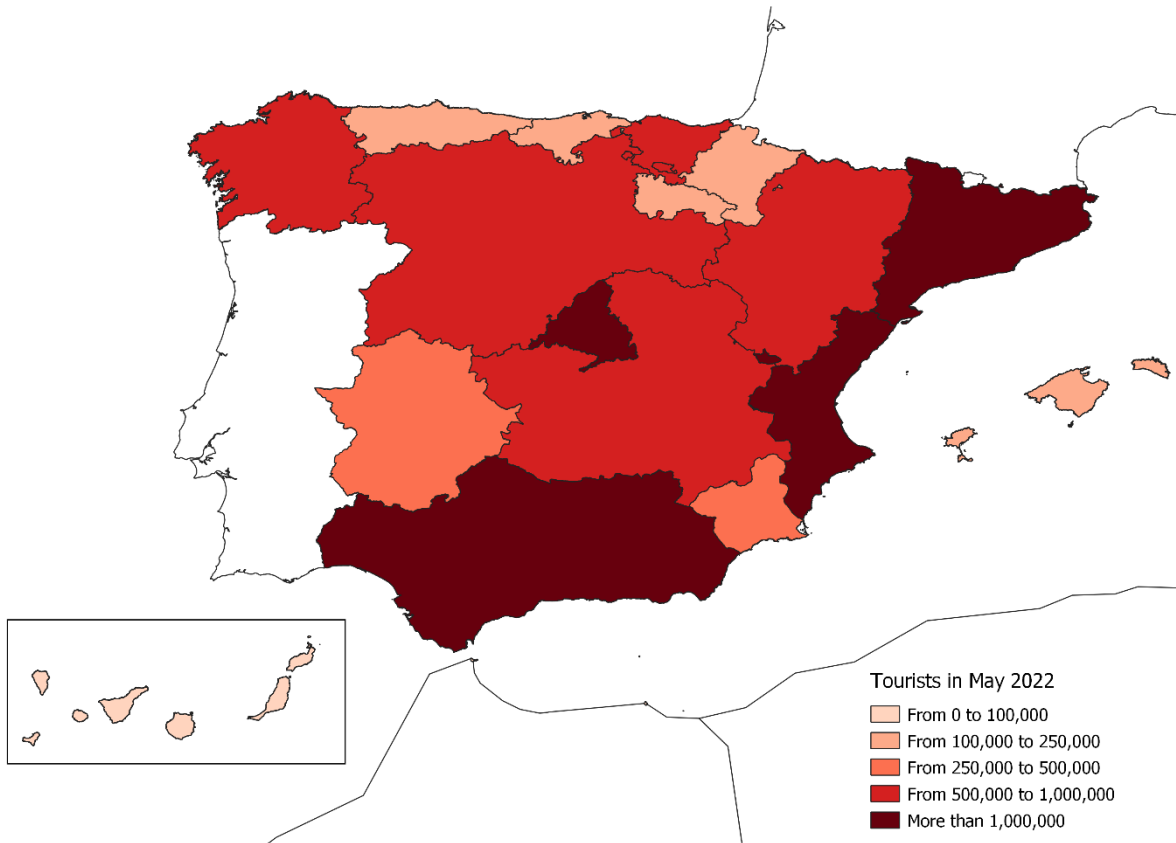 Tourists in May 2022
From 0 to 100,000
From 100,000 to 250,000
From 250,000 to 500,000
From 500,000 to 1,000,000
More than 1,000,000